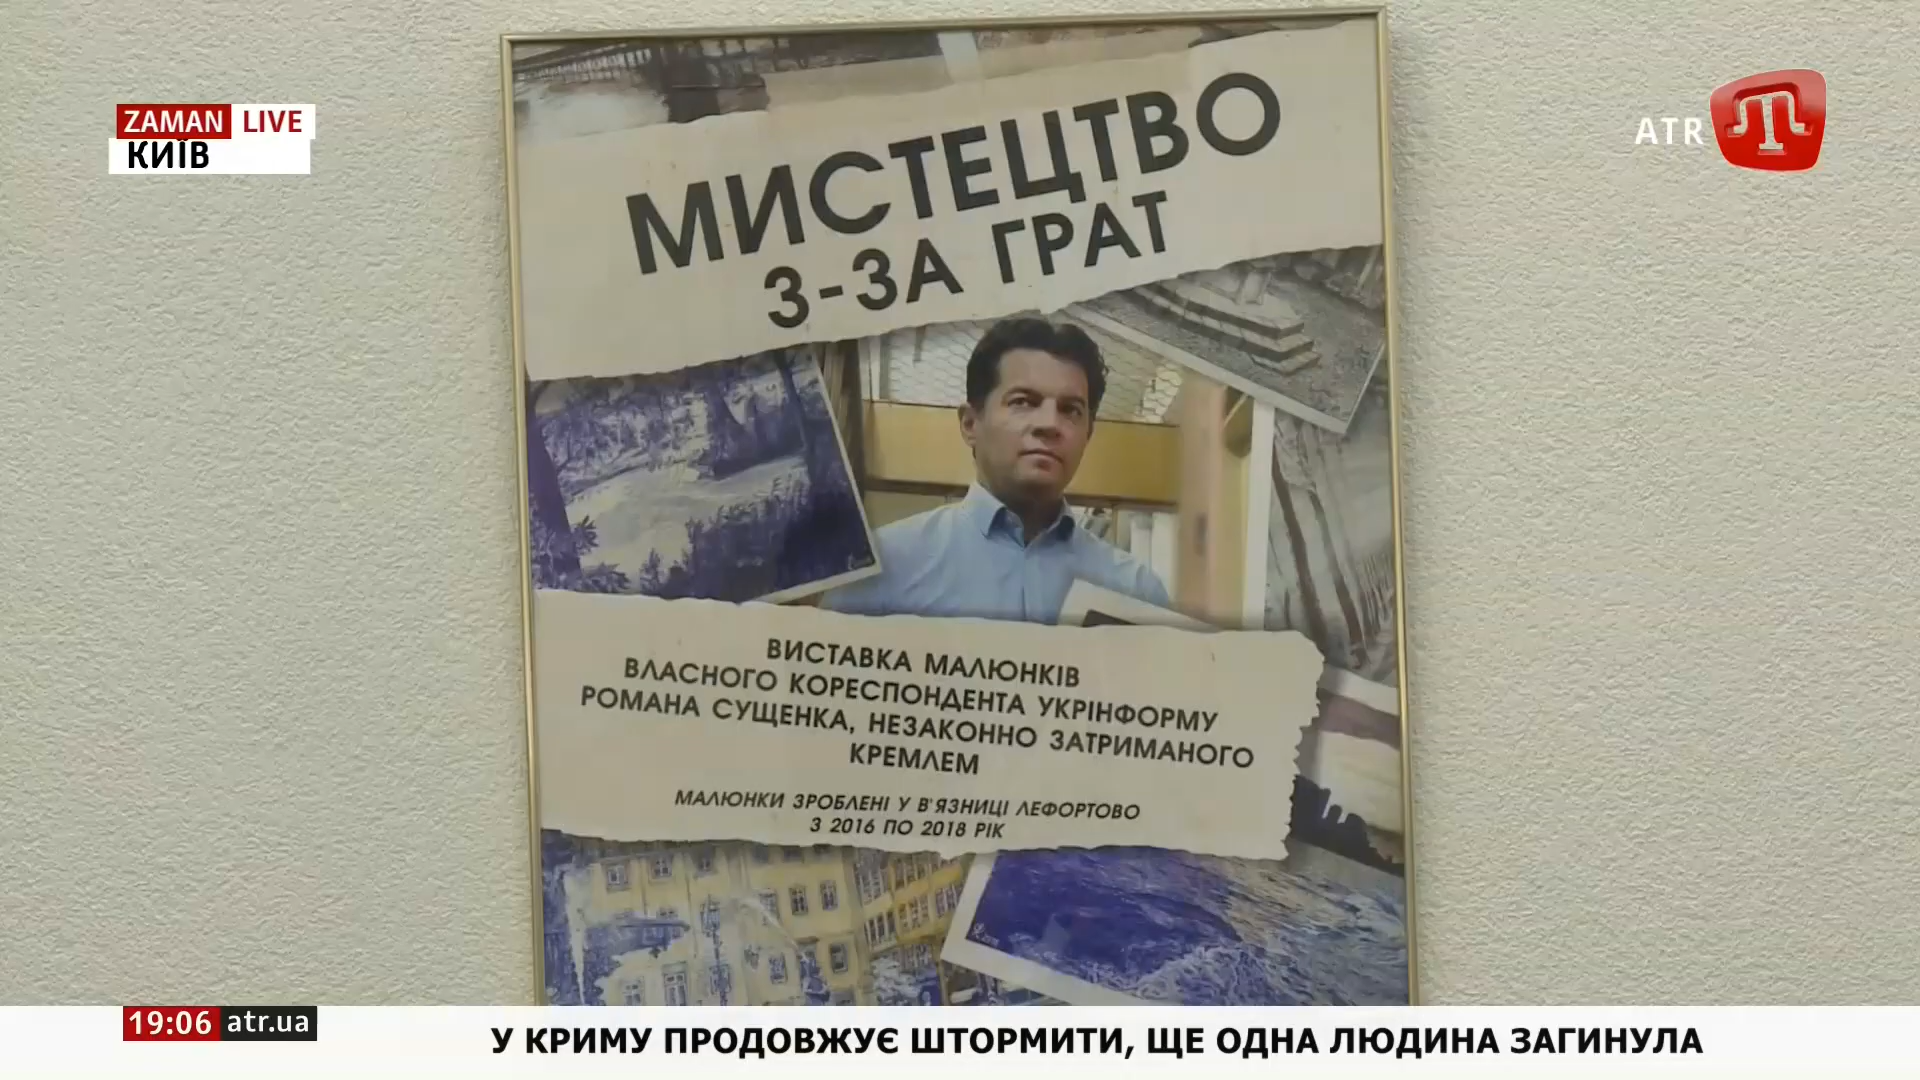 ZAMAN LIVE
КИЇВ
ATR
МИСТЕЦТВО
З-ЗА ГРАТ
ВИСТАВКА МАЛЮНКІВ
ВЛАСНОГО КОРЕСПОНДЕНТА УКРІНФОРМУ
РОМАНА СУЩЕНКА, НЕЗАКОННО ЗАТРИМАНОГО
КРЕМЛЕМ
МАЛЮНКИ ЗРОБЛЕНІ У В'ЯЗНИЦІ ЛЕФОРТОВО
З 2016 ПО 2018 РІК
19:06 atr.ua
У КРИМУ ПРОДОВЖУЄ ШТОРМИТИ, ЩЕ ОДНА ЛЮДИНА ЗАГИНУЛА